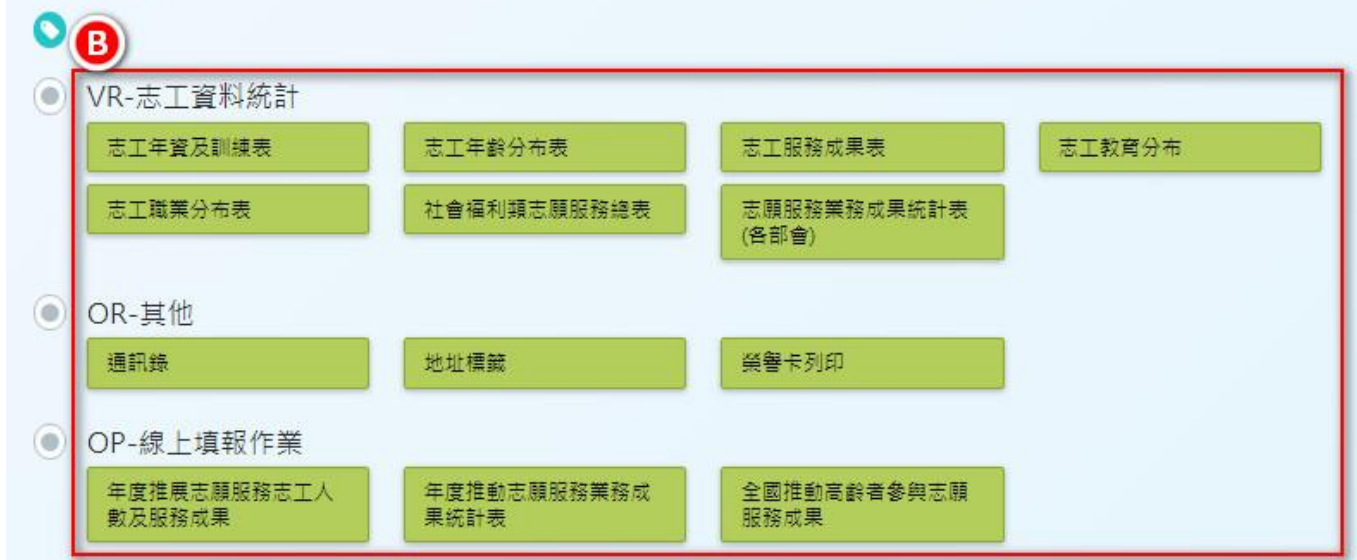 B
VR-志工資料統計
志工年資及訓練表
志工年齡分布表
志工服務成果表
志工教育分布
志工職業分布表
社會福利類志願服務總表
志願服務業務成果統計表
(各部會)
OR-其他
通訊錄
地址標籤
榮譽卡列印
OP-線上填報作業
年度推展志願服務志工人
數及服務成果
年度推動志願服務業務成
果統計表
全國推動高齡者參與志願
服務成果